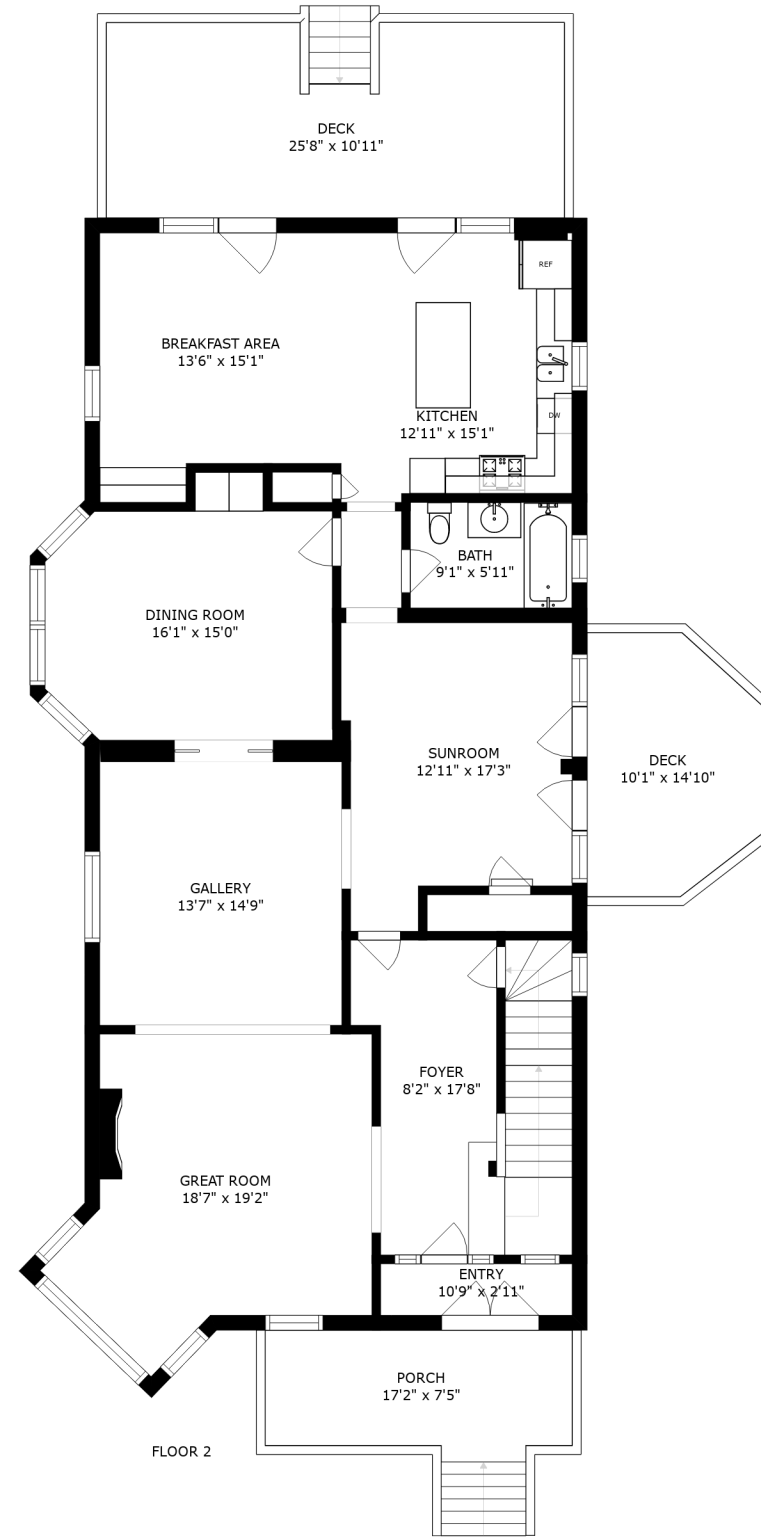 DECK
25'8" x 10'11"
REF
BREAKFAST AREA
13'6" x 15'1"
KITCHEN
12'11" x 15'1"
DW
BATH
9'1" x 5'11"
DINING ROOM
16'1" x 15'0"
SUNROOM
12'11" x 17'3"
DECK
10'1" x 14'10"
GALLERY
13'7" x 14'9"
FOYER
8'2" x 17'8"
GREAT ROOM
18'7" x 19'2"
ENTRY
10'9" x 2'11"
PORCH
17'2" x 7'5"
FLOOR 2